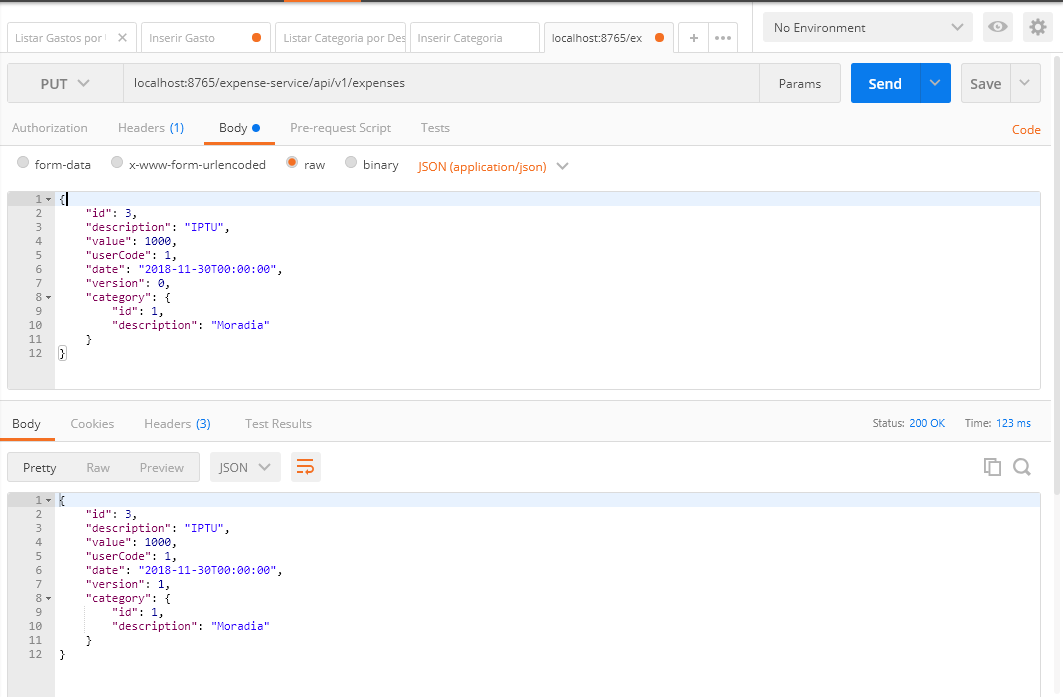 Listar Gastos por
Inserir Gasto
Listar Categoria por Des
Inserir Categoria
localhost:8765/ex
No Environment
PUT
localhost:8765/expense-service/api/v1/expenses
Params
Send
Save
Authorization
Headers (1)
Body
Pre-request Script
Tests
Code
form-data
x-www-form-urlencoded
raw
binary
JSON (application/json)
1 {
2 "id": 3,
3 "description": "IPTU",
4 "value": 1000,
5 "userCode": 1,
6 "date": "2018-11-30T00:00:00",
7 "version": 0,
8 "category": {
9 "id": 1,
10 "description": "Moradia"
11 }
12 }
Body
Cookies
Headers (3)
Test Results
Status: 200 OK
Time: 123 ms
Pretty
Raw
Preview
JSON
1 {
2 "id": 3,
3 "description": "IPTU",
4 "value": 1000,
5 "userCode": 1,
6 "date": "2018-11-30T00:00:00",
7 "version": 1,
8 "category": {
9 "id": 1,
10 "description": "Moradia"
11 }
12 }